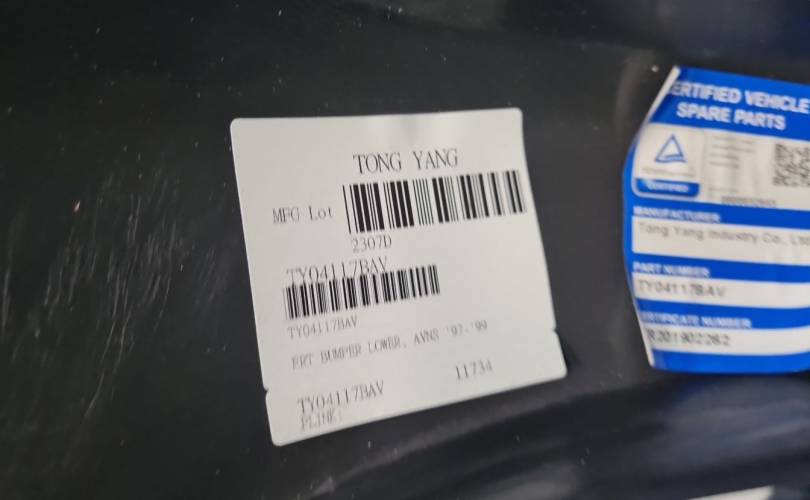 TONG YANG
MFG Lot
2307D
TY04117BAV
TY04117BAV
FRT BUMPER LOWER, AVNS '97-'99
TY04117BAV 11734
PLINK:
CERTIFIED VEHICLE
SPARE PARTS
CERTIFIED
MANUFACTURER
Tong Yang Industry Co., Ltd
PART NUMBER
TY04117BAV
CERTIFICATE NUMBER
R201902262